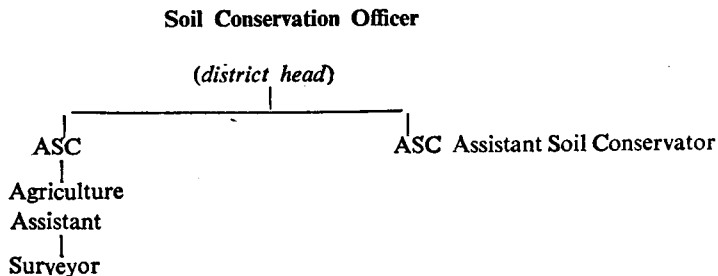 Soil Conservation Officer
(district head)
ASC
ASC Assistant Soil Conservator
Agriculture
Assistant
Surveyor